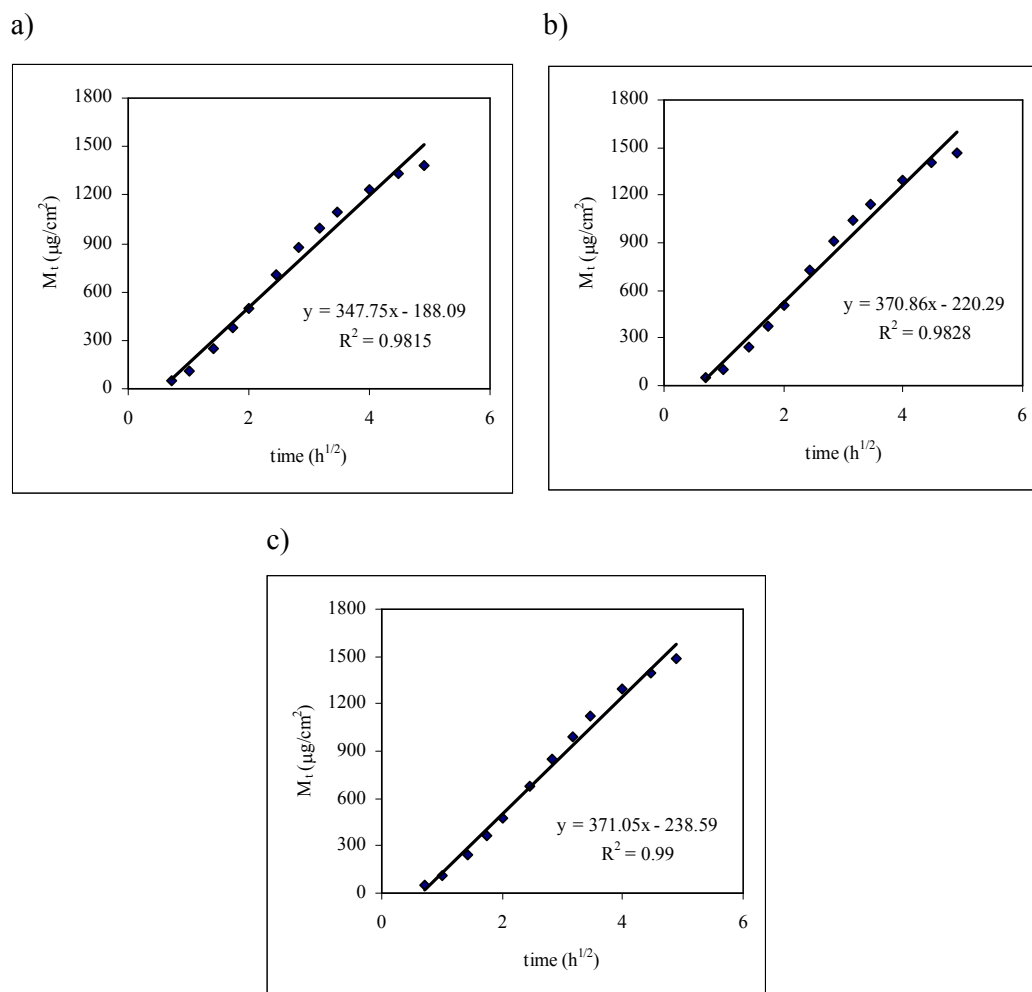 a)
M_t (µg/cm²)
1800
1500
1200
900
600
300
0
y = 347.75x - 188.09
R² = 0.9815
0 2 4 6
time (h^1/2)
b)
M_t (µg/cm²)
1800
1500
1200
900
600
300
0
y = 370.86x - 220.29
R² = 0.9828
0 2 4 6
time (h^1/2)
c)
M_t (µg/cm²)
1800
1500
1200
900
600
300
0
y = 371.05x - 238.59
R² = 0.99
0 2 4 6
time (h^1/2)